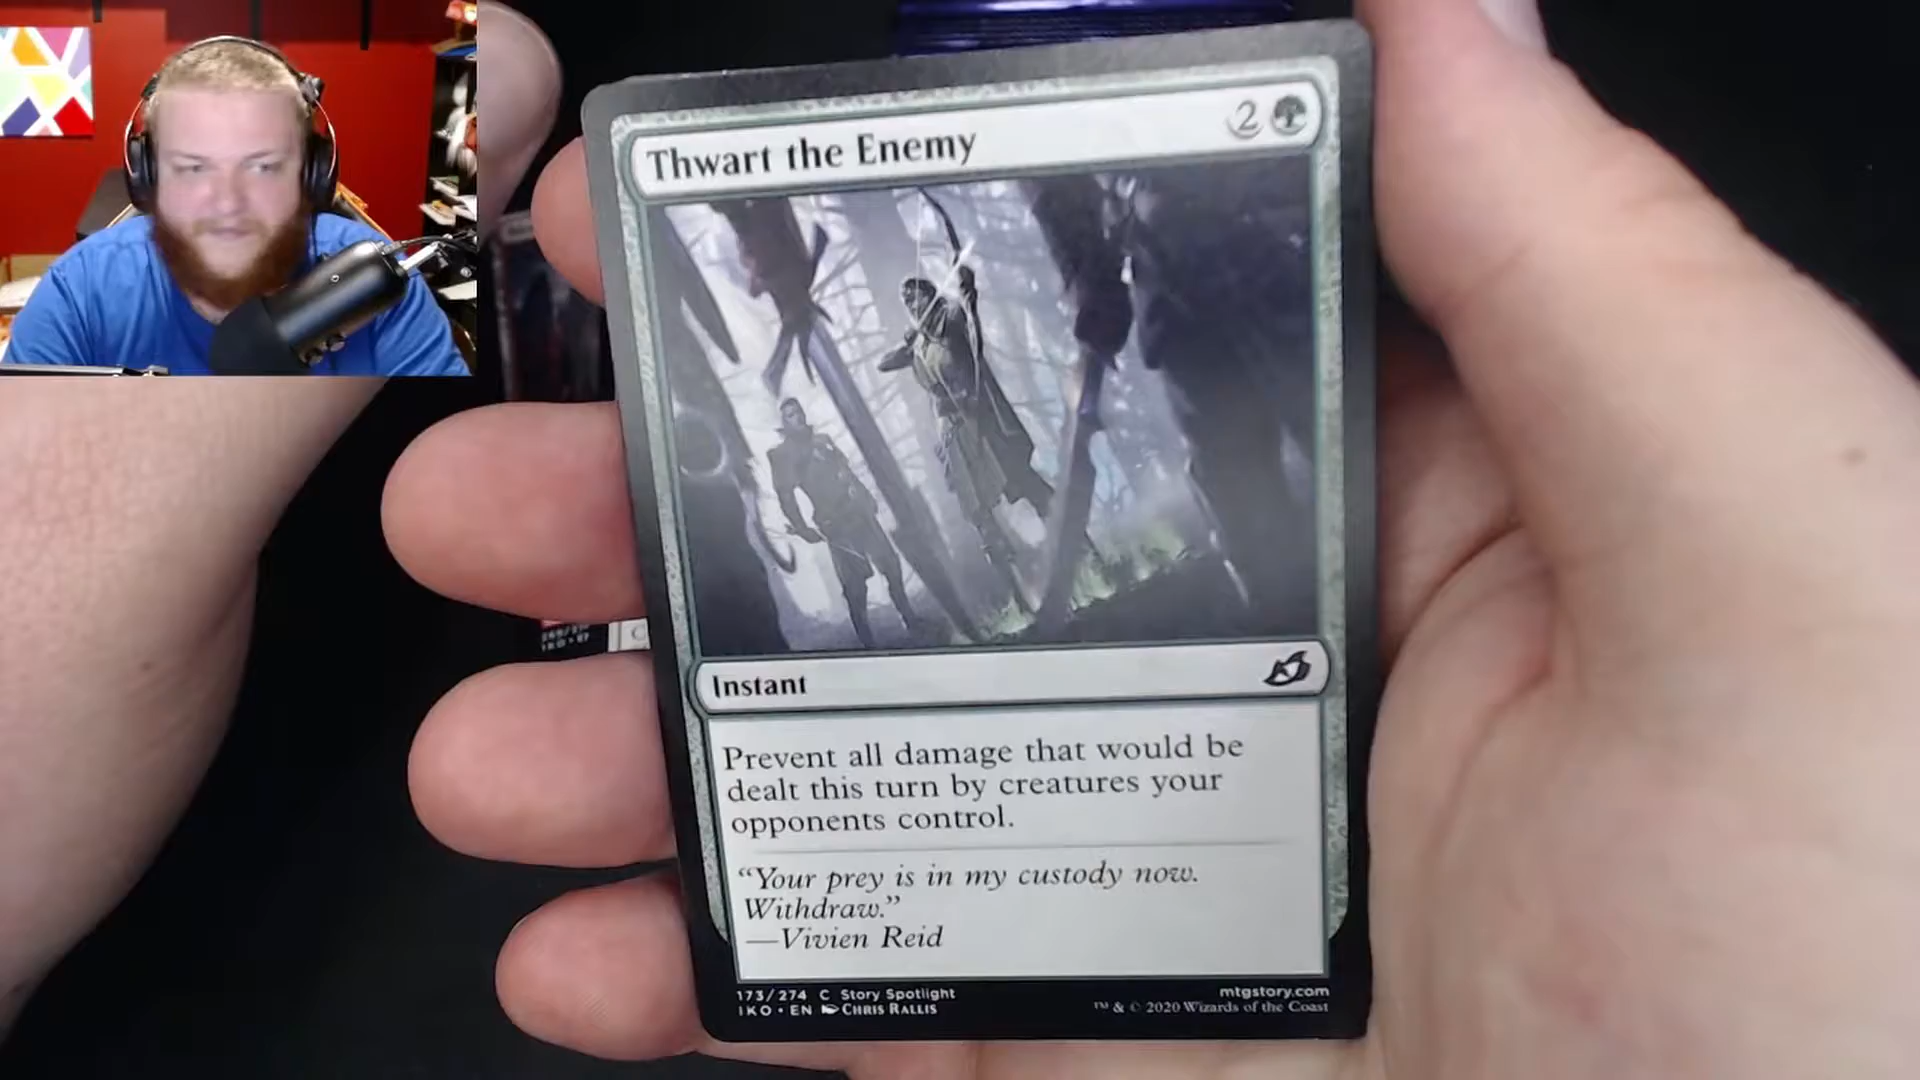 Thwart the Enemy
2
Instant
Prevent all damage that would be
dealt this turn by creatures your
opponents control.
“Your prey is in my custody now.
Withdraw.”
—Vivien Reid
173/274 C Story Spotlight
mtgstory.com
IKO • EN CHRIS RALLIS
™ & © 2020 Wizards of the Coast